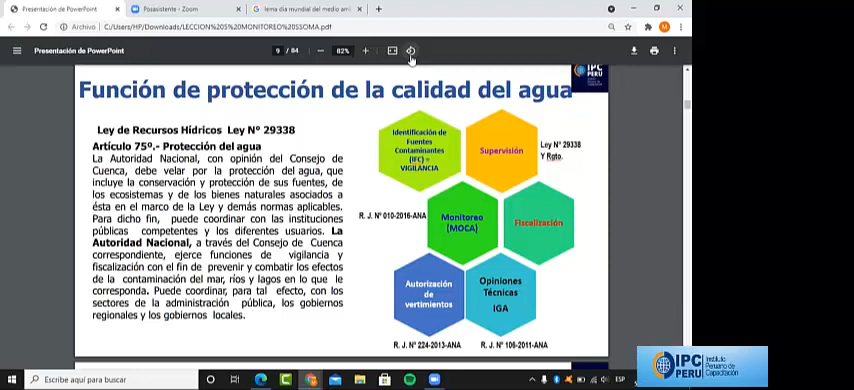 Presentación de PowerPoint
Posasistente - Zoom
tema dia mundial del medio am
Archivo
C:/Users/HP/Downloads/LECCION%205%20MONITOREO%20SSOMA.pdf
Presentación de PowerPoint
9 / 84
82%
IPC
PERU
Función de protección de la calidad del agua
Ley de Recursos Hídricos Ley N° 29338
Artículo 75º.- Protección del agua
La Autoridad Nacional, con opinión del Consejo de
Cuenca, debe velar por la protección del agua, que
incluye la conservación y protección de sus fuentes, de
los ecosistemas y de los bienes naturales asociados a
ésta en el marco de la Ley y demás normas aplicables.
Para dicho fin, puede coordinar con las instituciones
públicas competentes y los diferentes usuarios. La
Autoridad Nacional, a través del Consejo de Cuenca
correspondiente, ejerce funciones de vigilancia y
fiscalización con el fin de prevenir y combatir los efectos
de la contaminación del mar, ríos y lagos en lo que le
corresponda. Puede coordinar, para tal efecto, con los
sectores de la administración pública, los gobiernos
regionales y los gobiernos locales.
Identificación de
Fuentes
Contaminantes
(IFC) -
VIGILANCIA
Supervisión
Ley N° 29338
Y Rgto.
R. J. N° 010-2016-ANA
Monitoreo
(MOCA)
Fiscalización
Autorización
de
vertimientos
Opiniones
Técnicas
IGA
R. J. N° 224-2013-ANA
R. J. N° 106-2011-ANA
Escribe aquí para buscar
ESP
IPC
PERU
Instituto
Peruano de
Capacitación